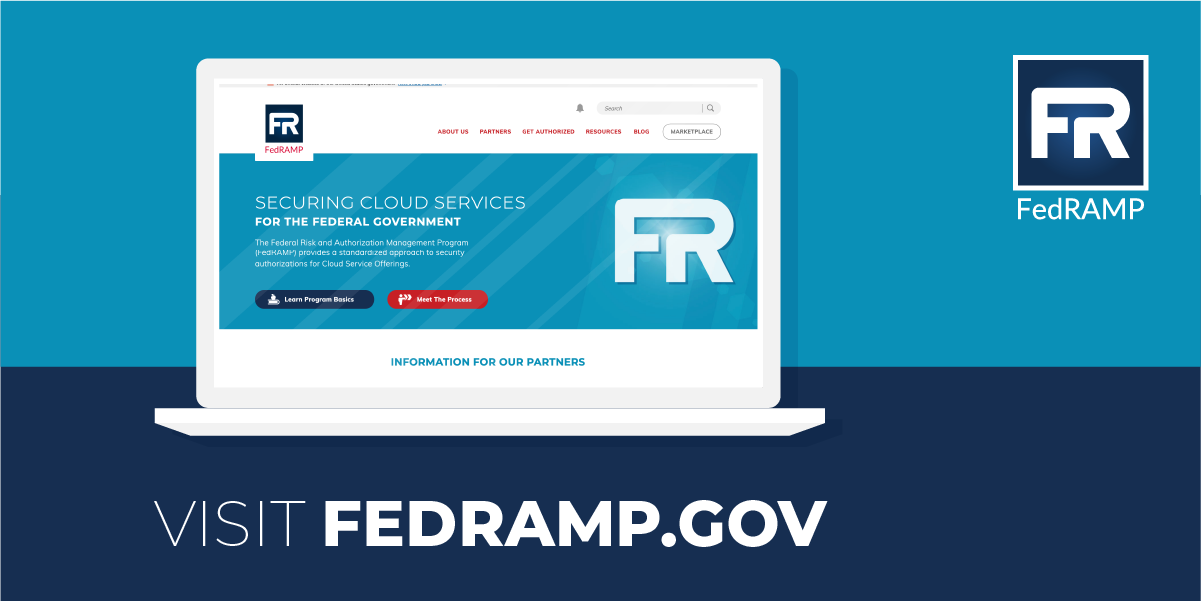 FR
FedRAMP
Search
ABOUT US PARTNERS GET AUTHORIZED RESOURCES BLOG MARKETPLACE
SECURING CLOUD SERVICES
FOR THE FEDERAL GOVERNMENT
The Federal Risk and Authorization Management Program
(FedRAMP) provides a standardized approach to security
authorizations for Cloud Service Offerings.
Learn Program Basics Meet The Process
FR
INFORMATION FOR OUR PARTNERS
FR
FedRAMP
VISIT FEDRAMP.GOV